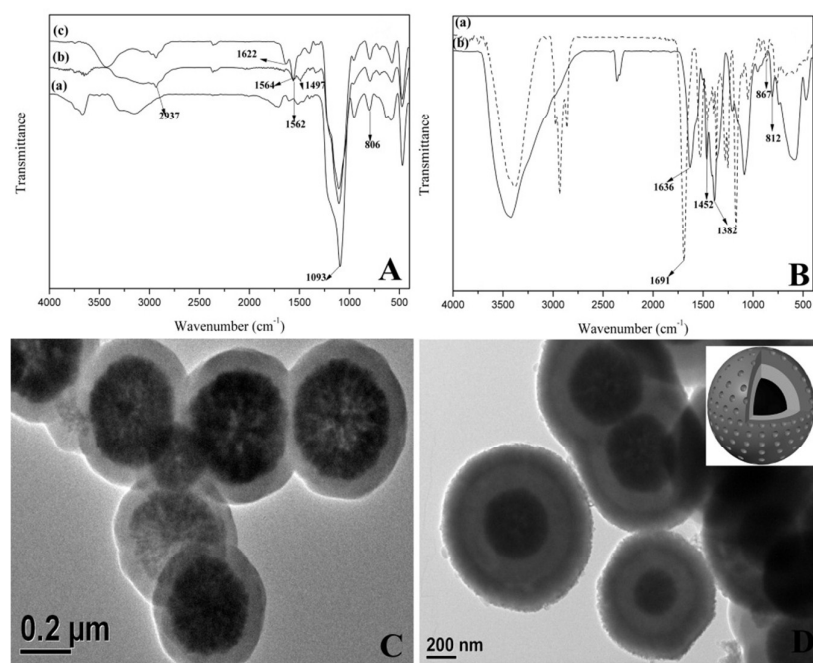 (c)
(b)
(a)
1622
1564
1497
2937
1562
806
1093
A
Transmittance
4000 3500 3000 2500 2000 1500 1000 500
Wavenumber (cm-1)
(a)
(b)
867
812
1636
1452
1382
1691
B
Transmittance
4000 3500 3000 2500 2000 1500 1000 500
Wavenumber (cm-1)
0.2 µm
C
200 nm
D